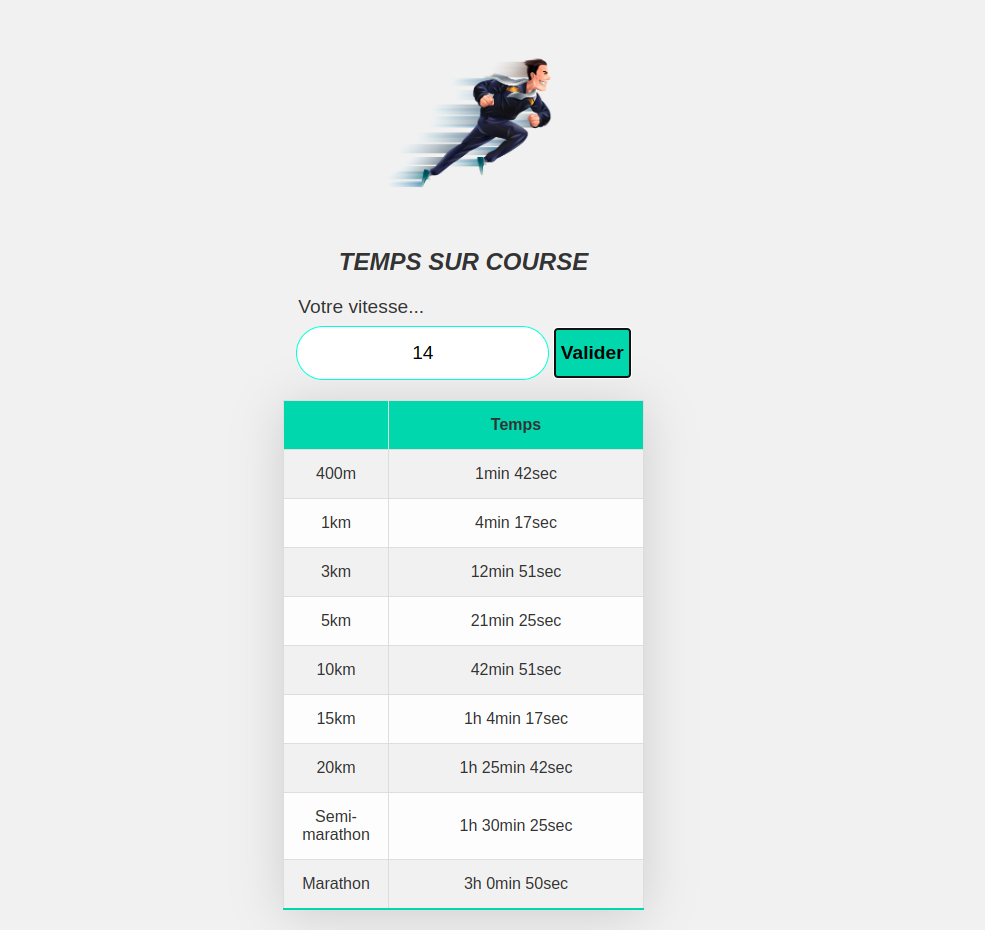 TEMPS SUR COURSE
Votre vitesse...
14 Valider
Temps
400m 1min 42sec
1km 4min 17sec
3km 12min 51sec
5km 21min 25sec
10km 42min 51sec
15km 1h 4min 17sec
20km 1h 25min 42sec
Semi-
marathon 1h 30min 25sec
Marathon 3h 0min 50sec